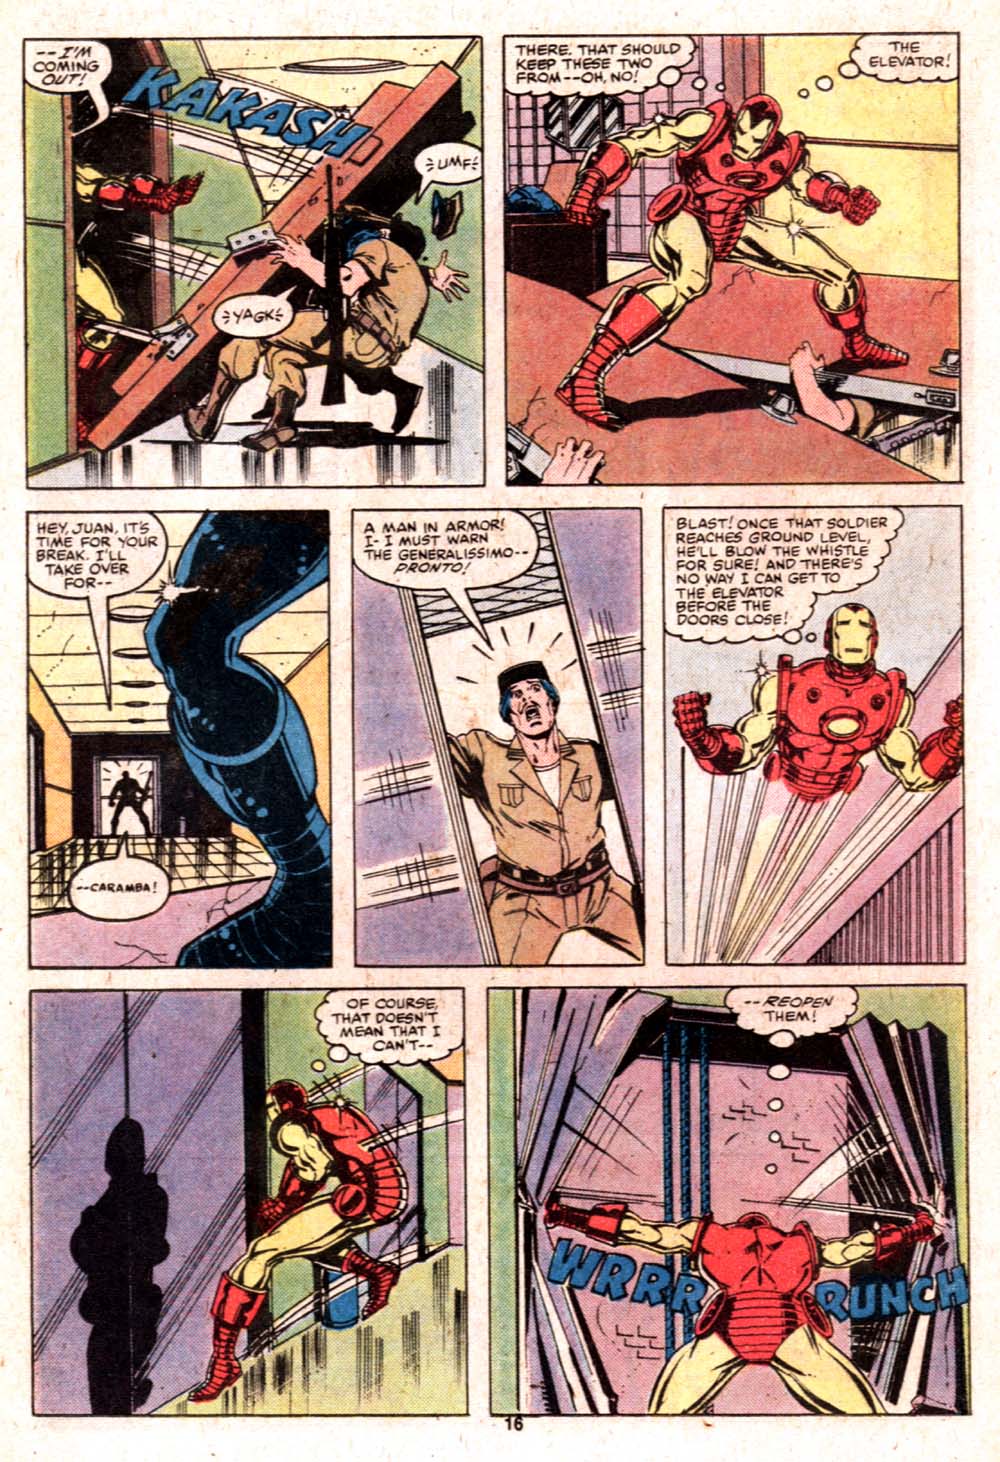 -- I'M
COMING
OUT!
KAKASH
⋛UMF⋚
⋛YAGK⋚
THERE. THAT SHOULD
KEEP THESE TWO
FROM--OH, NO!
THE
ELEVATOR!
HEY, JUAN, IT'S
TIME FOR YOUR
BREAK. I'LL
TAKE OVER
FOR--
--CARAMBA!
A MAN IN ARMOR!
I- I MUST WARN
THE GENERALISSIMO--
PRONTO!
BLAST! ONCE THAT SOLDIER
REACHES GROUND LEVEL,
HE'LL BLOW THE WHISTLE
FOR SURE! AND THERE'S
NO WAY I CAN GET TO
THE ELEVATOR
BEFORE THE
DOORS CLOSE!
OF COURSE,
THAT DOESN'T
MEAN THAT I
CAN'T--
--REOPEN
THEM!
WRRR
RUNCH
16